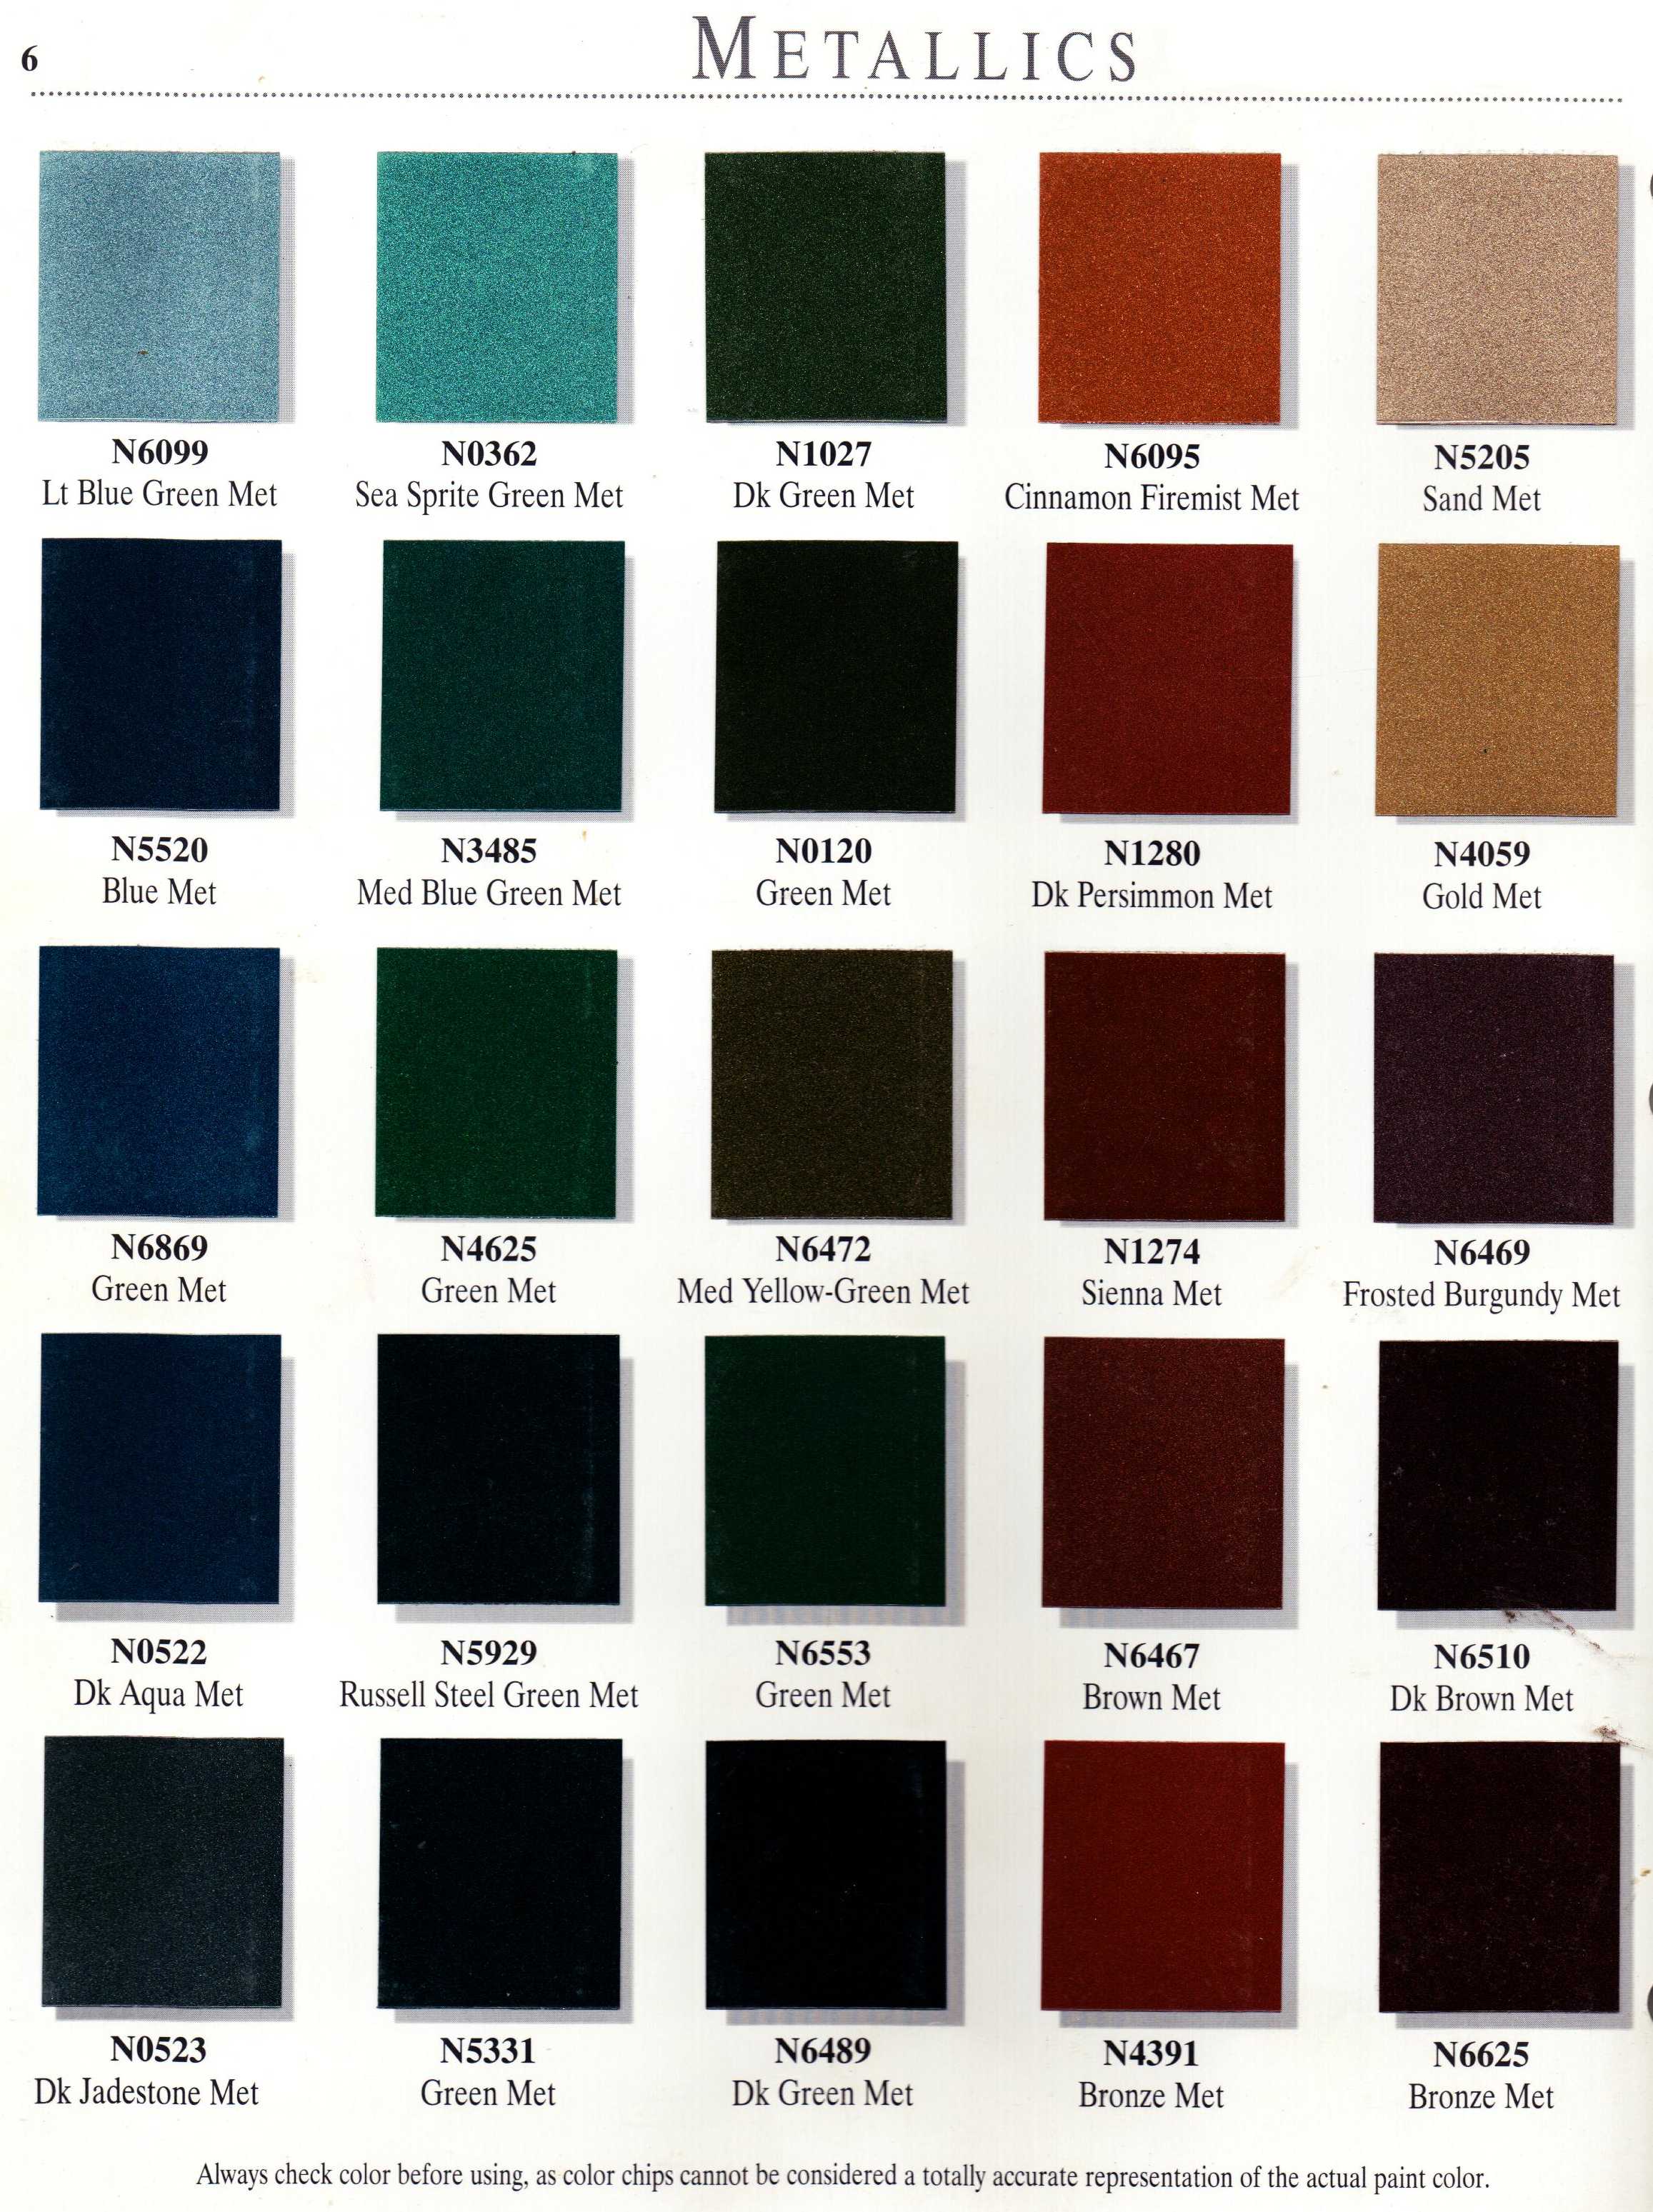 6
METALLICS
N6099
Lt Blue Green Met
N0362
Sea Sprite Green Met
N1027
Dk Green Met
N6095
Cinnamon Firemist Met
N5205
Sand Met
N5520
Blue Met
N3485
Med Blue Green Met
N0120
Green Met
N1280
Dk Persimmon Met
N4059
Gold Met
N6869
Green Met
N4625
Green Met
N6472
Med Yellow-Green Met
N1274
Sienna Met
N6469
Frosted Burgundy Met
N0522
Dk Aqua Met
N5929
Russell Steel Green Met
N6553
Green Met
N6467
Brown Met
N6510
Dk Brown Met
N0523
Dk Jadestone Met
N5331
Green Met
N6489
Dk Green Met
N4391
Bronze Met
N6625
Bronze Met
Always check color before using, as color chips cannot be considered a totally accurate representation of the actual paint color.